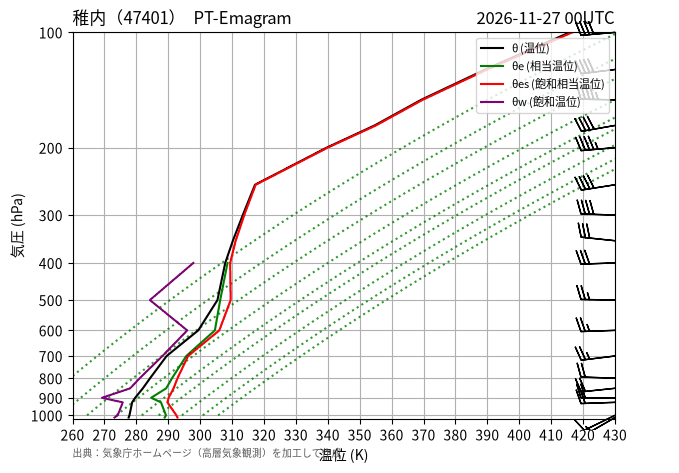 稚内（47401） PT-Emagram
2026-11-27 00UTC
θ (温位)
θe (相当温位)
θes (飽和相当温位)
θw (飽和温位)
気圧 (hPa)
100
200
300
400
500
600
700
800
900
1000
260 270 280 290 300 310 320 330 340 350 360 370 380 390 400 410 420 430
温位 (K)
出典：気象庁ホームページ（高層気象観測）を加工して